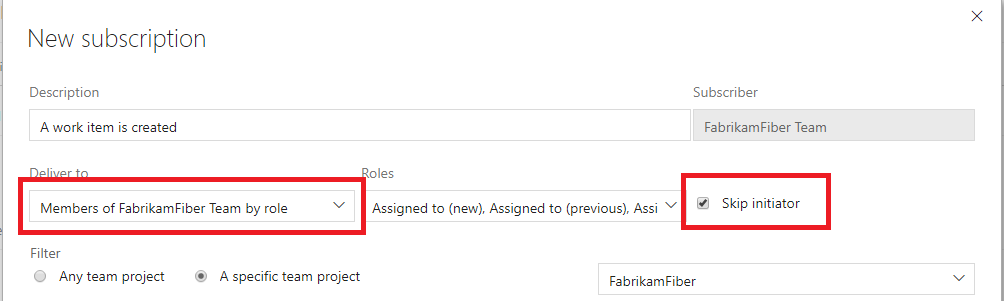 New subscription
Description
Subscriber
A work item is created
FabrikamFiber Team
Deliver to
Roles
Members of FabrikamFiber Team by role
Assigned to (new), Assigned to (previous), Assi
Skip initiator
Filter
Any team project
A specific team project
FabrikamFiber